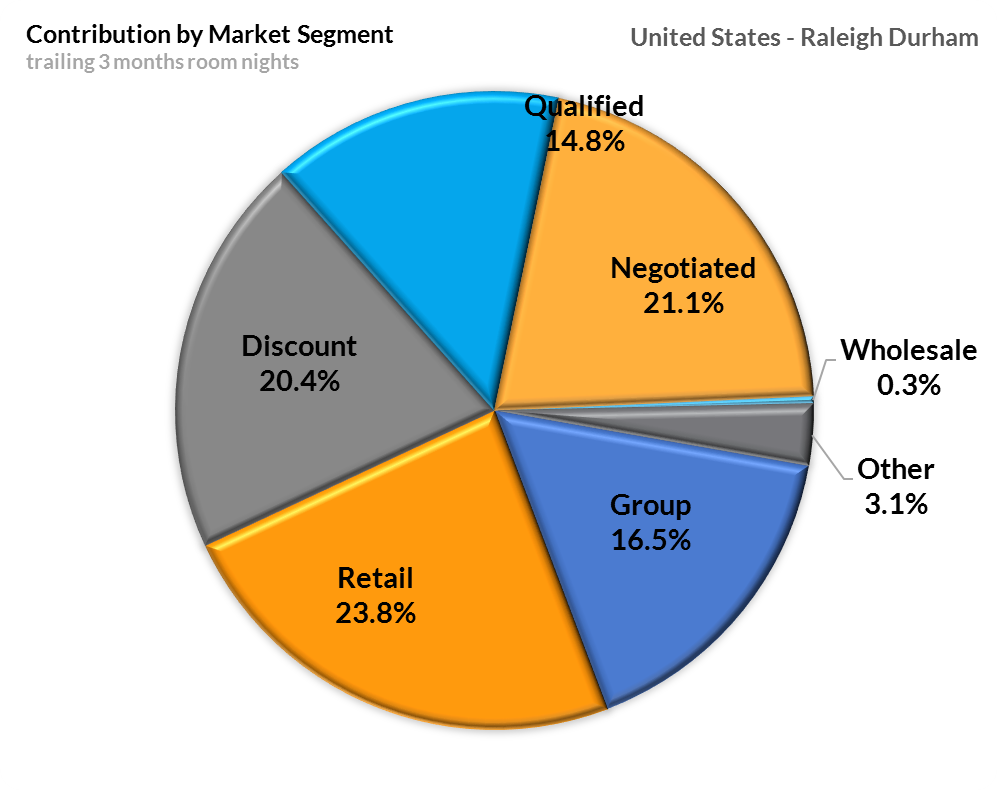 Contribution by Market Segment
United States - Raleigh Durham
trailing 3 months room nights
Qualified
14.8%
Negotiated
21.1%
Wholesale
0.3%
Discount
20.4%
Other
3.1%
Group
16.5%
Retail
23.8%